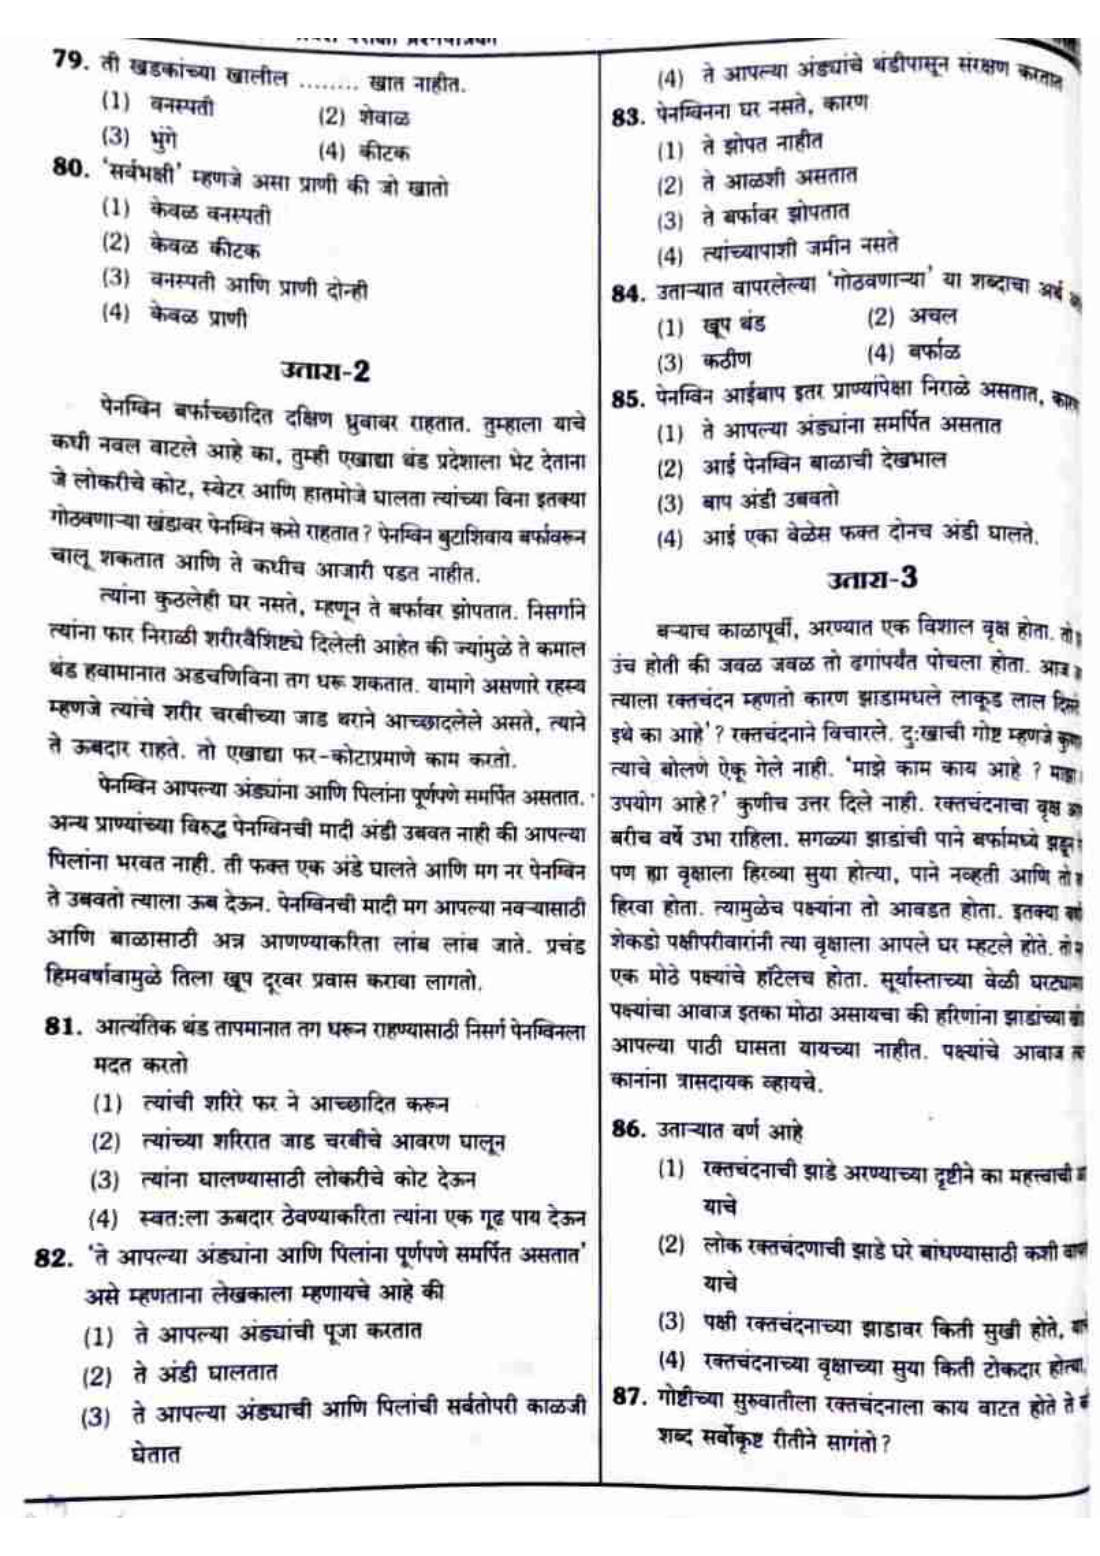 79. ती खडकांच्या खालील ........ खात नाहीत.
(1) वनस्पती (2) शेवाळ
(3) भुंगे (4) कीटक
80. 'सर्वभक्षी' म्हणजे असा प्राणी की जो खातो
(1) केवळ वनस्पती
(2) केवळ कीटक
(3) वनस्पती आणि प्राणी दोन्ही
(4) केवळ प्राणी
उतारा-2
पेनग्विन बर्फाच्छादित दक्षिण ध्रुवावर राहतात. तुम्हाला याचे
कधी नवल वाटले आहे का, तुम्ही एखाद्या थंड प्रदेशाला भेट देताना
जे लोकरीचे कोट, स्वेटर आणि हातमोजे घालता त्यांच्या विना इतक्या
गोठवणाऱ्या खंडावर पेनग्विन कसे राहतात? पेनग्विन बुटाशिवाय बर्फावरून
चालू शकतात आणि ते कधीच आजारी पडत नाहीत.
त्यांना कुठलेही घर नसते, म्हणून ते बर्फावर झोपतात. निसर्गाने
त्यांना फार निराळी शरीरवैशिष्ट्ये दिलेली आहेत की ज्यांमुळे ते कमाल
थंड हवामानात अडचणिविना तग धरू शकतात. यामागे असणारे रहस्य
म्हणजे त्यांचे शरीर चरबीच्या जाड थराने आच्छादलेले असते, त्याने
ते ऊबदार राहते. तो एखाद्या फर-कोटाप्रमाणे काम करतो.
पेनग्विन आपल्या अंड्यांना आणि पिलांना पूर्णपणे समर्पित असतात.
अन्य प्राण्यांच्या विरुद्ध पेनग्विनची मादी अंडी उबवत नाही की आपल्या
पिलांना भरवत नाही. ती फक्त एक अंडे घालते आणि मग नर पेनग्विन
ते उबवतो त्याला ऊब देऊन. पेनग्विनची मादी मग आपल्या नवऱ्यासाठी
आणि बाळासाठी अन्न आणण्याकरिता लांब लांब जाते. प्रचंड
हिमवर्षावामुळे तिला खूप दूरवर प्रवास करावा लागतो.
81. आत्यंतिक थंड तापमानात तग धरून राहण्यासाठी निसर्ग पेनग्विनला
मदत करतो
(1) त्यांची शरिरे फर ने आच्छादित करून
(2) त्यांच्या शरिरात जाड चरबीचे आवरण घालून
(3) त्यांना घालण्यासाठी लोकरीचे कोट देऊन
(4) स्वत:ला ऊबदार ठेवण्याकरिता त्यांना एक गूढ पाय देऊन
82. 'ते आपल्या अंड्यांना आणि पिलांना पूर्णपणे समर्पित असतात'
असे म्हणताना लेखकाला म्हणायचे आहे की
(1) ते आपल्या अंड्यांची पूजा करतात
(2) ते अंडी घालतात
(3) ते आपल्या अंड्याची आणि पिलांची सर्वतोपरी काळजी
घेतात
(4) ते आपल्या अंड्यांचे थंडीपासून संरक्षण करतात
83. पेनग्विनना घर नसते, कारण
(1) ते झोपत नाहीत
(2) ते आळशी असतात
(3) ते बर्फावर झोपतात
(4) त्यांच्यापाशी जमीन नसते
84. उताऱ्यात वापरलेल्या 'गोठवणाऱ्या' या शब्दाचा अर्थ
(1) खूप थंड (2) अचल
(3) कठीण (4) बर्फाळ
85. पेनग्विन आईबाप इतर प्राण्यांपेक्षा निराळे असतात, कारण
(1) ते आपल्या अंड्यांना समर्पित असतात
(2) आई पेनग्विन बाळाची देखभाल
(3) बाप अंडी उबवतो
(4) आई एका वेळेस फक्त दोनच अंडी घालते.
उतारा-3
बऱ्याच काळापूर्वी, अरण्यात एक विशाल वृक्ष होता. तो
उंच होती की जवळ जवळ तो ढगांपर्यंत पोचला होता. आज
त्याला रक्तचंदन म्हणतो कारण झाडामधले लाकूड लाल दिसते
इथे का आहे'? रक्तचंदनाने विचारले. दु:खाची गोष्ट म्हणजे
त्याचे बोलणे ऐकू गेले नाही. 'माझे काम काय आहे ? माझा
उपयोग आहे?' कुणीच उत्तर दिले नाही. रक्तचंदनाचा वृक्ष
बरीच वर्षे उभा राहिला. सगळ्या झाडांची पाने बर्फामध्ये झडून
पण ह्या वृक्षाला हिरव्या सुया होत्या, पाने नव्हती आणि तो
हिरवा होता. त्यामुळेच पक्ष्यांना तो आवडत होता. इतक्या
शेकडो पक्षीपरीवारांनी त्या वृक्षाला आपले घर म्हटले होते. तो
एक मोठे पक्ष्यांचे हॉटेलच होता. सूर्यास्ताच्या वेळी
पक्ष्यांचा आवाज इतका मोठा असायचा की हरिणांना झाडांच्या
आपल्या पाठी घासता यायच्या नाहीत. पक्ष्यांचे आवाज
कानांना त्रासदायक व्हायचे.
86. उताऱ्यात वर्ण आहे
(1) रक्तचंदनाची झाडे अरण्याच्या दृष्टीने का महत्त्वाची
याचे
(2) लोक रक्तचंदणाची झाडे घरे बांधण्यासाठी कशी
याचे
(3) पक्षी रक्तचंदनाच्या झाडावर किती सुखी होते,
(4) रक्तचंदनाच्या वृक्षाच्या सुया किती टोकदार होत्या.
87. गोष्टीच्या सुरुवातीला रक्तचंदनाला काय वाटत होते ते
शब्द सर्वोकृष्ट रीतीने सागंतो?